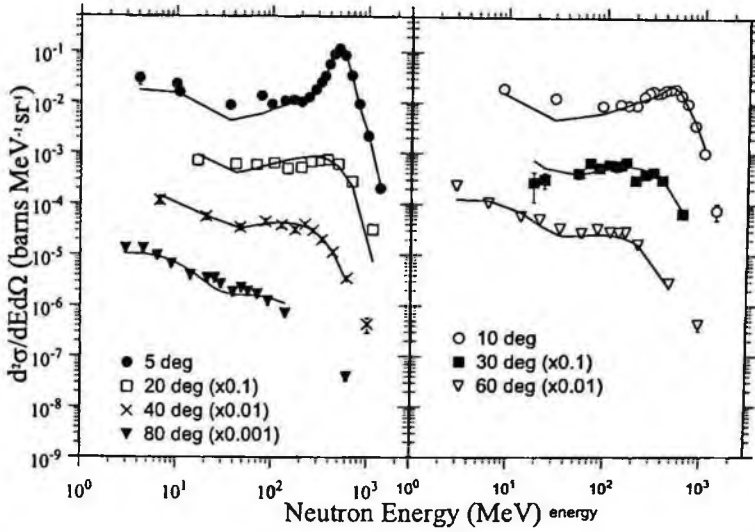 d²σ/dEdΩ (barns MeV⁻¹sr⁻¹)
10⁻¹
10⁻²
10⁻³
10⁻⁴
10⁻⁵
10⁻⁶
10⁻⁷
10⁻⁸
10⁻⁹
5 deg
20 deg (x0.1)
40 deg (x0.01)
80 deg (x0.001)
10 deg
30 deg (x0.1)
60 deg (x0.01)
10⁰ 10¹ 10² 10³ 10⁰ 10¹ 10² 10³
Neutron Energy (MeV) energy